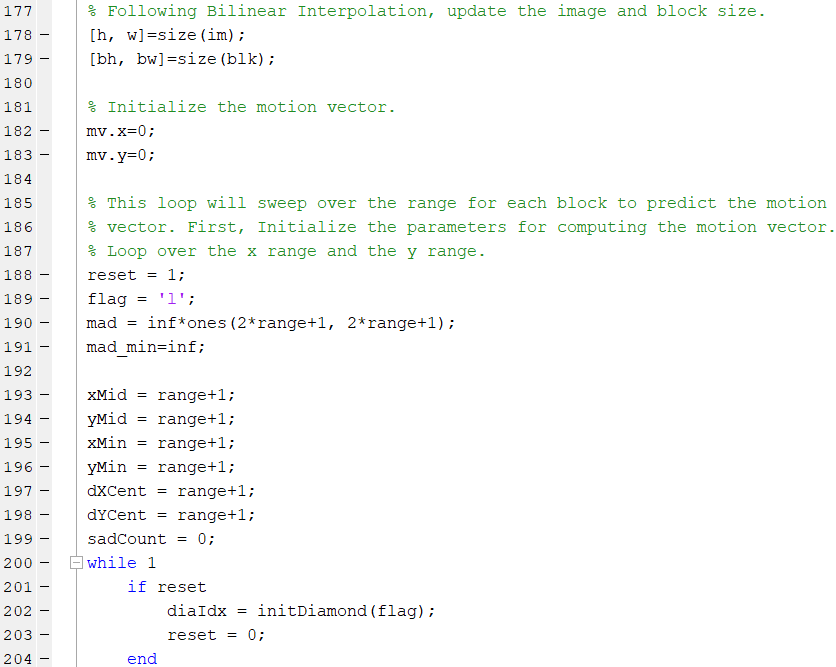 177 % Following Bilinear Interpolation, update the image and block size.
178 – [h, w]=size(im);
179 – [bh, bw]=size(blk);
180
181 % Initialize the motion vector.
182 – mv.x=0;
183 – mv.y=0;
184
185 % This loop will sweep over the range for each block to predict the motion
186 % vector. First, Initialize the parameters for computing the motion vector.
187 % Loop over the x range and the y range.
188 – reset = 1;
189 – flag = 'l';
190 – mad = inf*ones(2*range+1, 2*range+1);
191 – mad_min=inf;
192
193 – xMid = range+1;
194 – yMid = range+1;
195 – xMin = range+1;
196 – yMin = range+1;
197 – dXCent = range+1;
198 – dYCent = range+1;
199 – sadCount = 0;
200 – while 1
201 – if reset
202 – diaIdx = initDiamond(flag);
203 – reset = 0;
204 – end